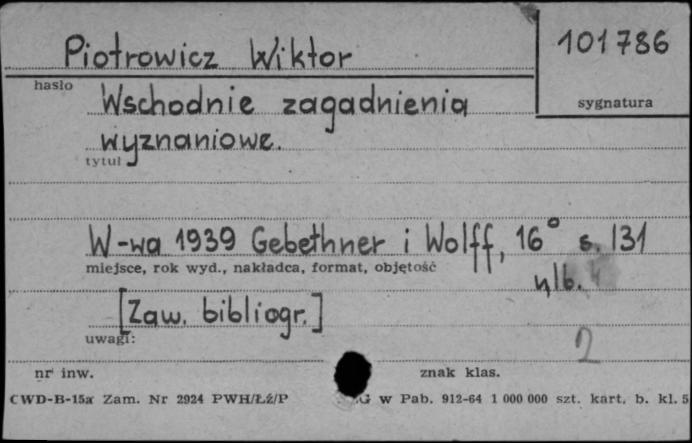 Piotrowicz Wiktor
101786
hasło
sygnatura
Wschodnie zagadnienia
wyznaniowe.
tytuł
W-wa 1939 Gebethner i Wolff, 16° s. 131
miejsce, rok wyd., nakładca, format, objętość
nlb.
[Zaw. bibliogr.]
uwagi:
2
nr inw.
znak klas.
CWD-B-15a Zam. Nr 2924 PWH/Łź/P
G w Pab. 912-64 1 000 000 szt. kart. b. kl. 5